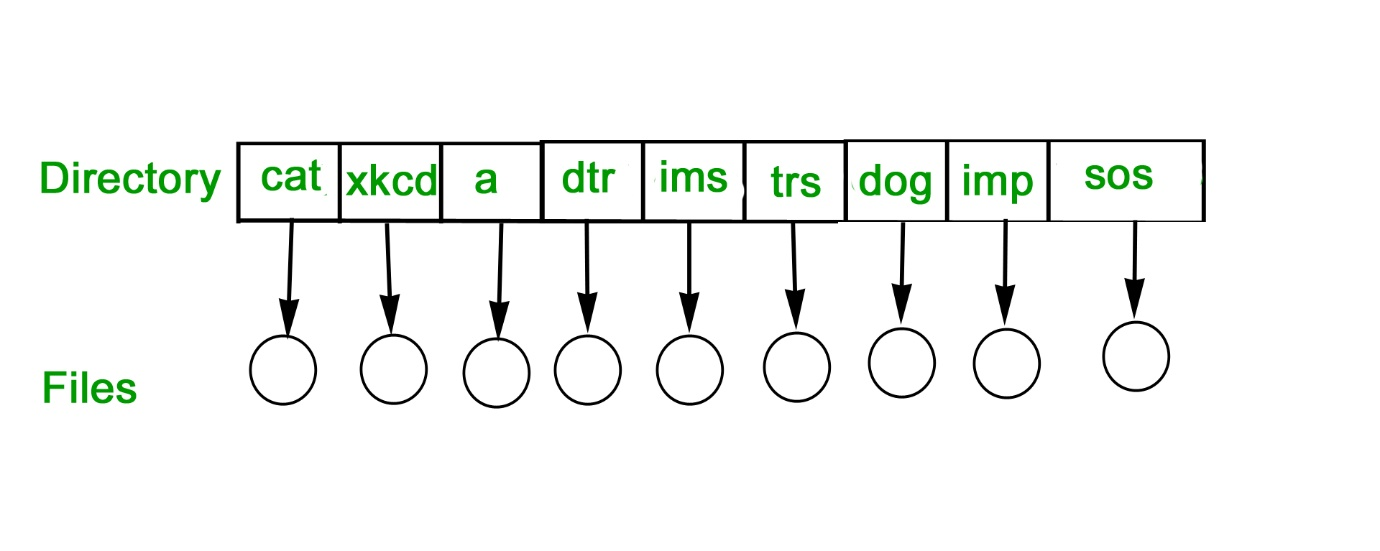 Directory cat xkcd a dtr ims trs dog imp sos
Files